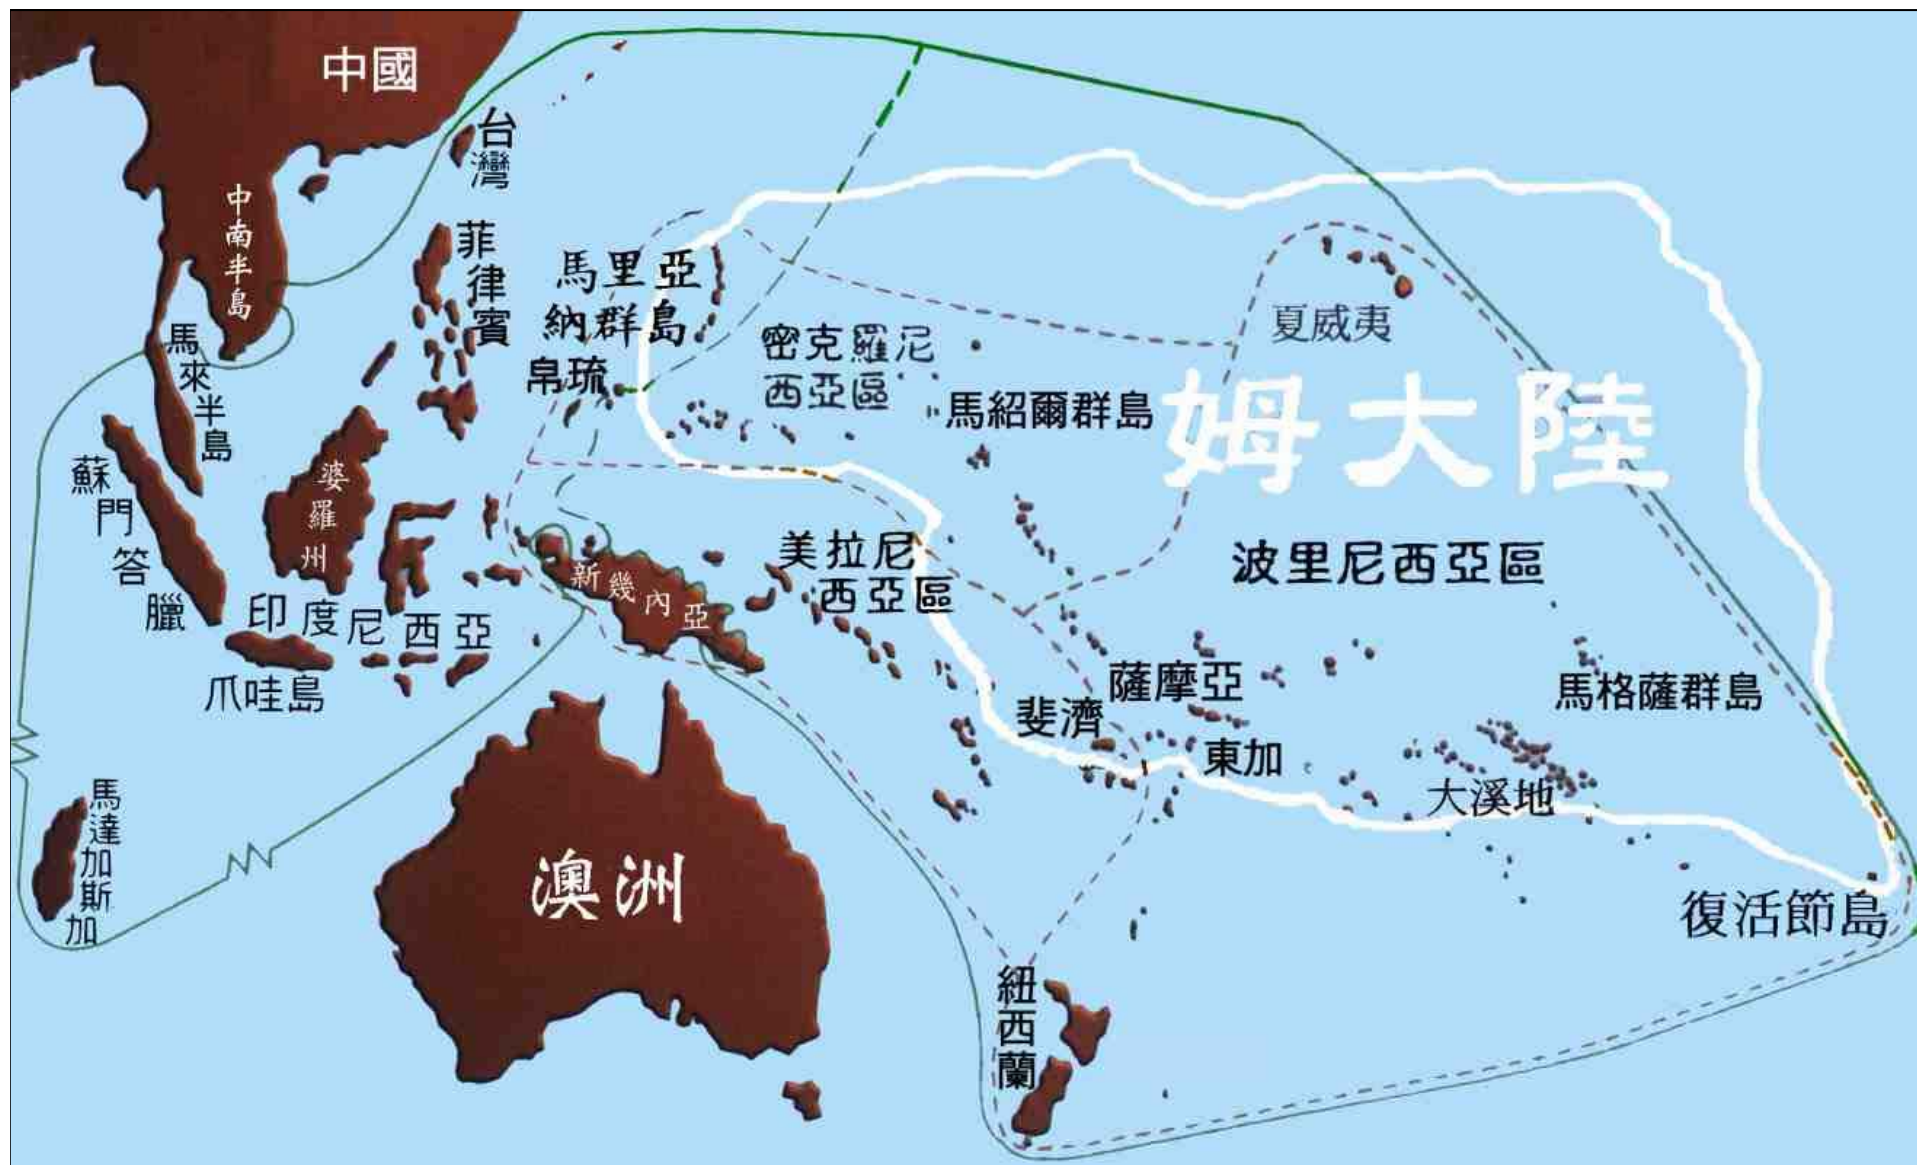 中國
台灣
中南半島
菲律賓
馬里亞
納群島
帛琉
密克羅尼
西亞區
夏威夷
馬來半島
馬紹爾群島
姆大陸
蘇門答臘
婆羅州
美拉尼
西亞區
波里尼西亞區
新幾內亞
印度尼西亞
爪哇島
薩摩亞
斐濟
馬格薩群島
東加
大溪地
馬達加斯加
澳洲
復活節島
紐西蘭